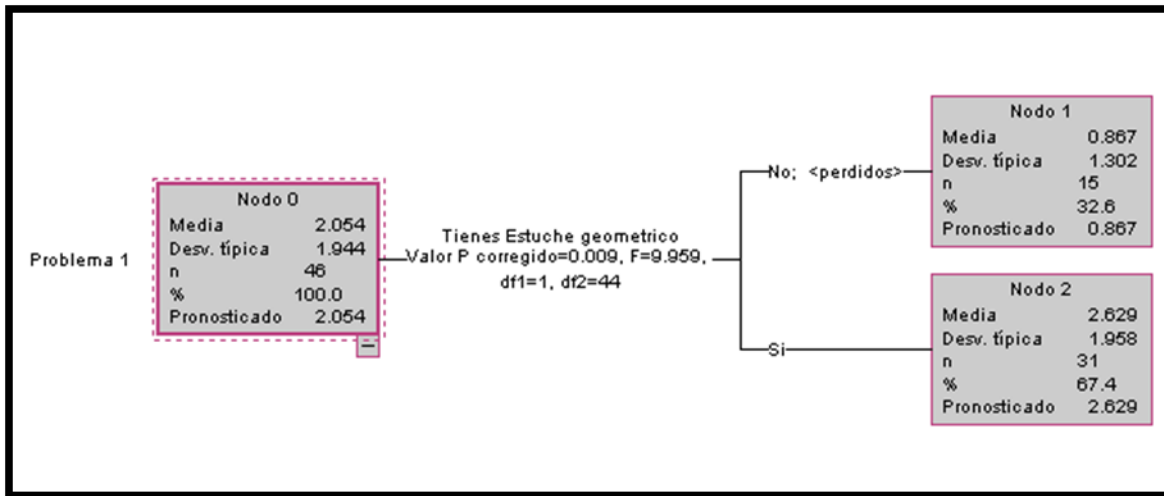 Problema 1
Nodo 0
Media 2.054
Desv. típica 1.944
n 46
% 100.0
Pronosticado 2.054
Tienes Estuche geometrico
Valor P corregido=0.009, F=9.959,
df1=1, df2=44
No; <perdidos>
Nodo 1
Media 0.867
Desv. típica 1.302
n 15
% 32.6
Pronosticado 0.867
Si
Nodo 2
Media 2.629
Desv. típica 1.958
n 31
% 67.4
Pronosticado 2.629